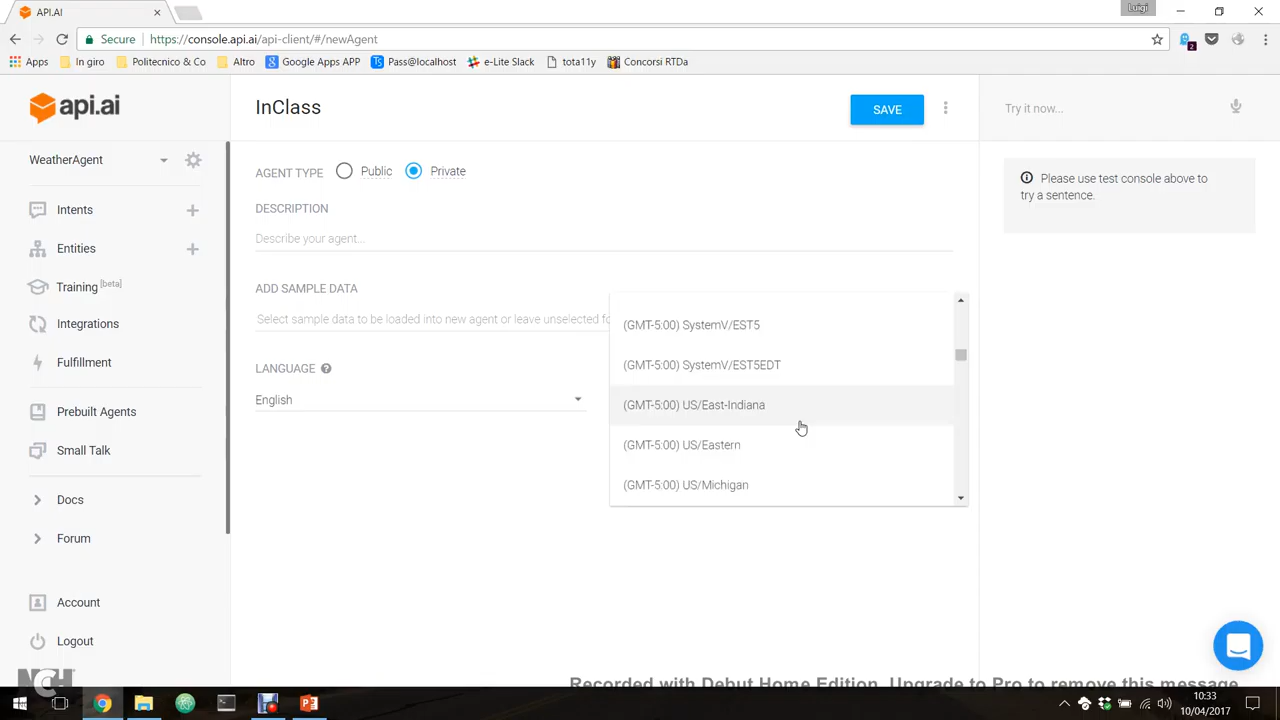 API.AI
Luigi
Secure
https://console.api.ai/api-client/#/newAgent
2
Apps
In giro
Politecnico & Co
Altro
Google Apps APP
Pass@localhost
e-Lite Slack
tota11y
Concorsi RTDa
api.ai
InClass
SAVE
Try it now...
WeatherAgent
AGENT TYPE
Public
Private
Please use test console above to
try a sentence.
Intents
DESCRIPTION
Describe your agent...
Entities
Training [beta]
ADD SAMPLE DATA
Select sample data to be loaded into new agent or leave unselected fo
Integrations
(GMT-5:00) SystemV/EST5
Fulfillment
LANGUAGE
(GMT-5:00) SystemV/EST5EDT
English
(GMT-5:00) US/East-Indiana
Prebuilt Agents
(GMT-5:00) US/Eastern
Small Talk
(GMT-5:00) US/Michigan
Docs
Forum
Account
Logout
NCH
Recorded with Debut Home Edition. Upgrade to Pro to remove this message
10:33
10/04/2017